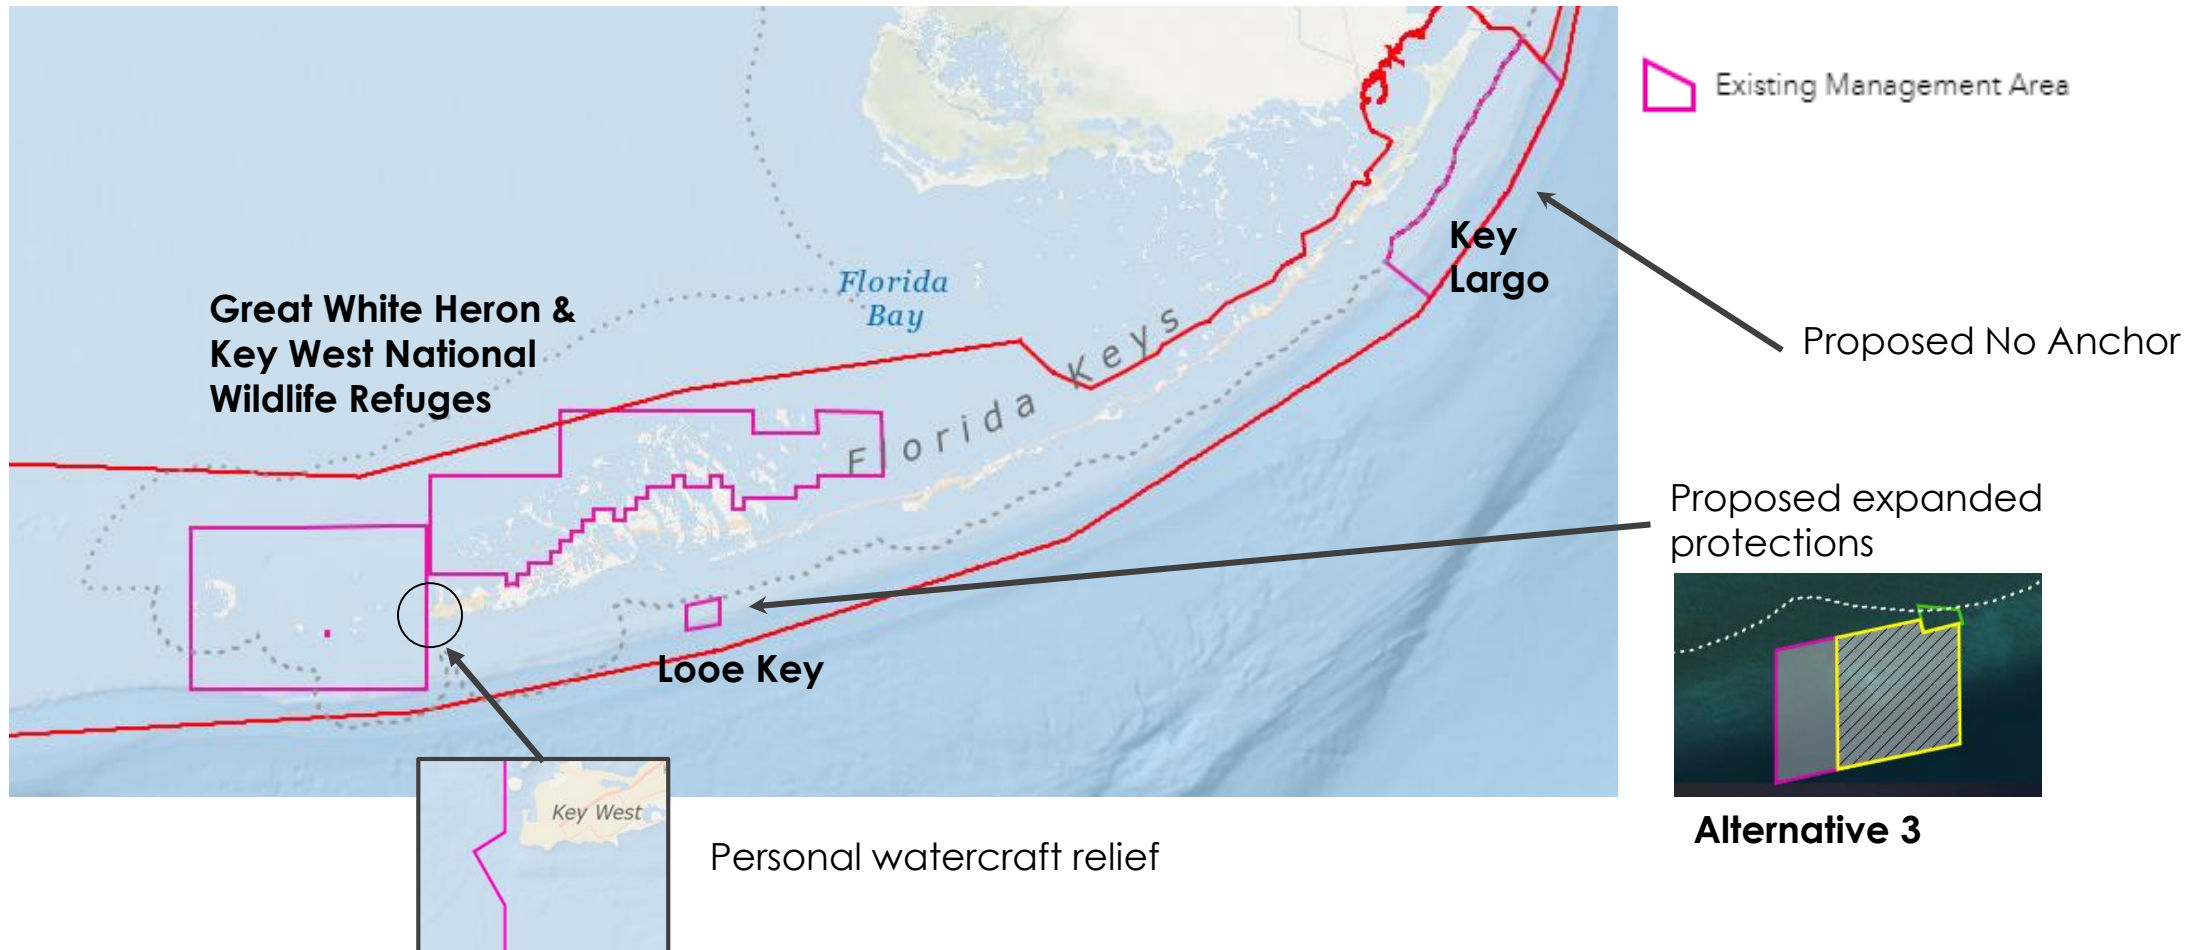 Existing Management Area
Key
Largo
Florida
Bay
Great White Heron &
Key West National
Wildlife Refuges
Proposed No Anchor
Florida Keys
Proposed expanded
protections
Looe Key
Key West
Personal watercraft relief
Alternative 3